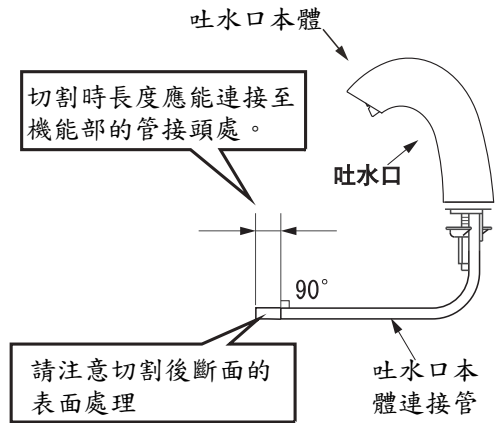 吐水口本體
切割時長度應能連接至
機能部的管接頭處。
吐水口
90°
請注意切割後斷面的
表面處理
吐水口本
體連接管